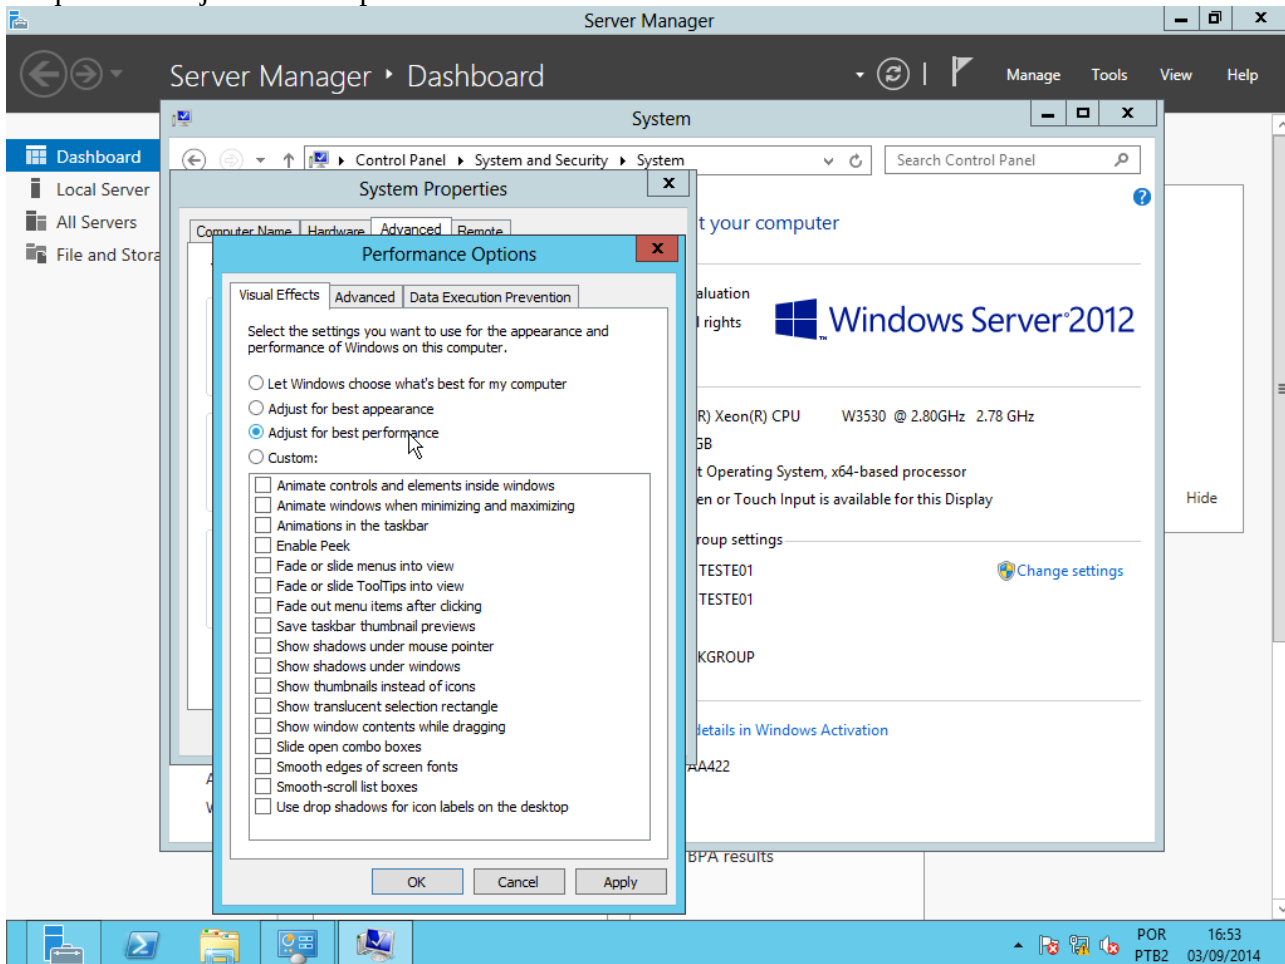 Server Manager
Server Manager ‣ Dashboard
Manage Tools View Help
System
Dashboard
Local Server
All Servers
File and Stora
Control Panel ▸ System and Security ▸ System
Search Control Panel
System Properties
Computer Name Hardware Advanced Remote
t your computer
Performance Options
Visual Effects Advanced Data Execution Prevention
Select the settings you want to use for the appearance and
performance of Windows on this computer.
Let Windows choose what's best for my computer
Adjust for best appearance
Adjust for best performance
Custom:
Animate controls and elements inside windows
Animate windows when minimizing and maximizing
Animations in the taskbar
Enable Peek
Fade or slide menus into view
Fade or slide ToolTips into view
Fade out menu items after clicking
Save taskbar thumbnail previews
Show shadows under mouse pointer
Show shadows under windows
Show thumbnails instead of icons
Show translucent selection rectangle
Show window contents while dragging
Slide open combo boxes
Smooth edges of screen fonts
Smooth-scroll list boxes
Use drop shadows for icon labels on the desktop
OK Cancel Apply
aluation
l rights
Windows Server 2012
R) Xeon(R) CPU W3530 @ 2.80GHz 2.78 GHz
GB
t Operating System, x64-based processor
en or Touch Input is available for this Display
Hide
roup settings
TESTE01
Change settings
TESTE01
KGROUP
details in Windows Activation
AA422
BPA results
POR 16:53
PTB2 03/09/2014